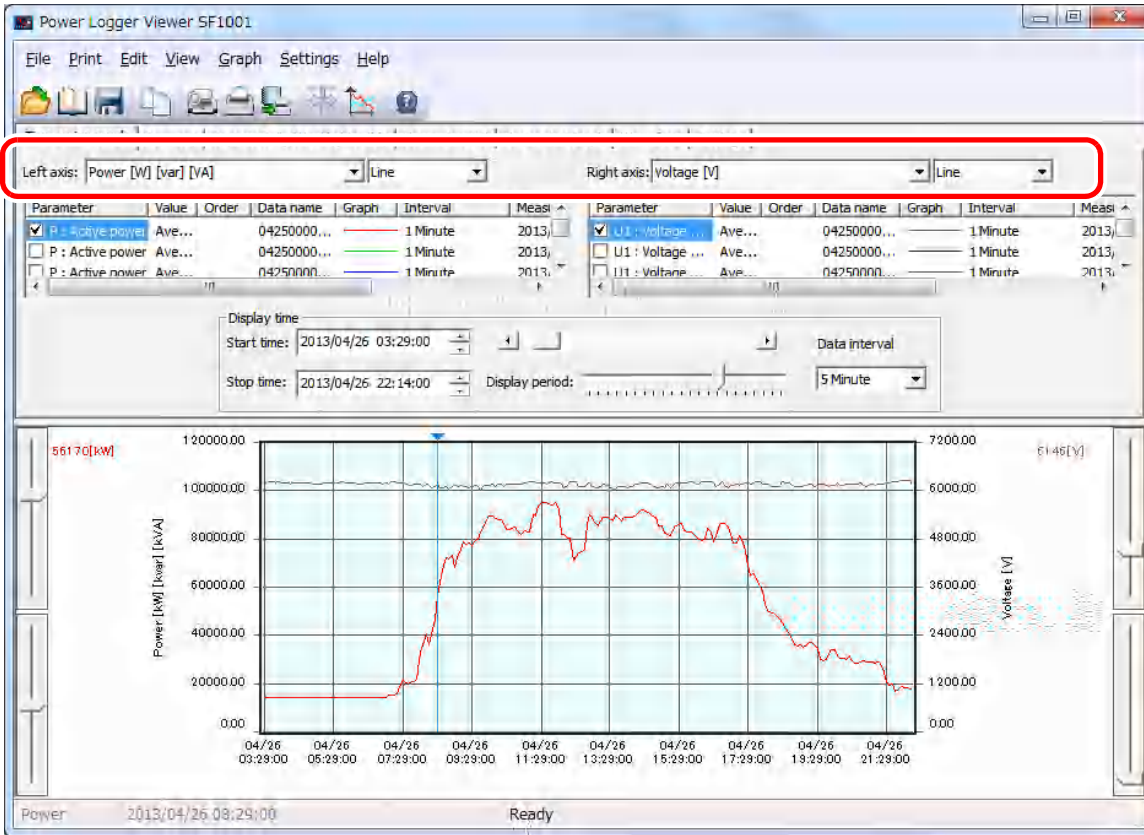 Power Logger Viewer SF1001
File Print Edit View Graph Settings Help
Left axis: Power [W] [var] [VA] Line Right axis: Voltage [V] Line
Parameter Value Order Data name Graph Interval Parameter Value Order Data name Graph Interval
P : Active power Ave... 04250000... 1 Minute 2013/ U1 : Voltage ... Ave... 04250000... 1 Minute 2013/
P : Active power Ave... 04250000... 1 Minute 2013/ U1 : Voltage ... Ave... 04250000... 1 Minute 2013/
P : Active power Ave... 04250000... 1 Minute 2013/ U1 : Voltage ... Ave... 04250000... 1 Minute 2013/
Display time
Start time: 2013/04/26 03:29:00 Data interval
Stop time: 2013/04/26 22:14:00 Display period: 5 Minute
56170[kW] 6146[V]
120000.00 7200.00
100000.00 6000.00
80000.00 4800.00
60000.00 3600.00
40000.00 2400.00
20000.00 1200.00
0.00 0.00
Power [kW] [kvar] [kVA]
Voltage [V]
04/26 04/26 04/26 04/26 04/26 04/26 04/26 04/26 04/26 04/26
03:29:00 05:29:00 07:29:00 09:29:00 11:29:00 13:29:00 15:29:00 17:29:00 19:29:00 21:29:00
Power 2013/04/26 08:29:00 Ready